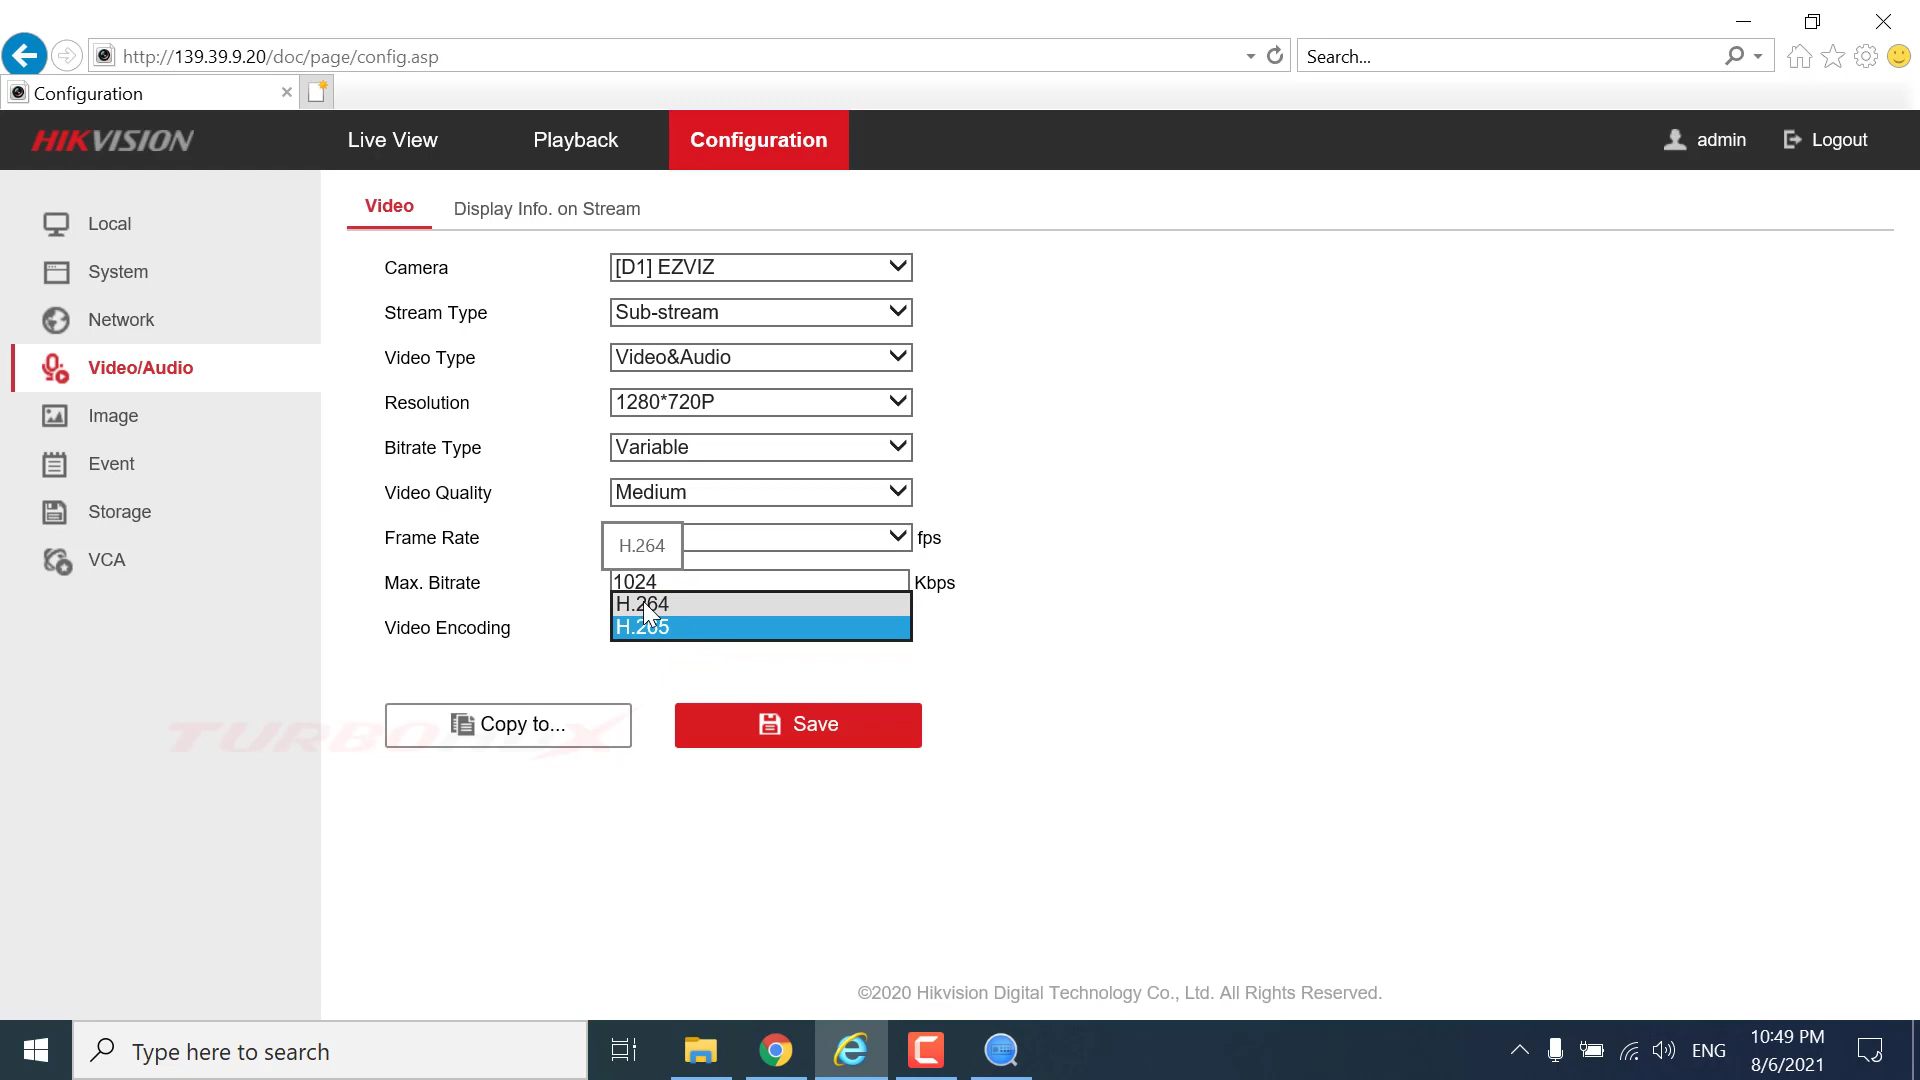 http://139.39.9.20/doc/page/config.asp
Search...
Configuration
HIKVISION
Live View
Playback
Configuration
admin
Logout
Local
System
Network
Video/Audio
Image
Event
Storage
VCA
Video
Display Info. on Stream
Camera
[D1] EZVIZ
Stream Type
Sub-stream
Video Type
Video&Audio
Resolution
1280*720P
Bitrate Type
Variable
Video Quality
Medium
Frame Rate
H.264
fps
Max. Bitrate
1024
Kbps
H.264
Video Encoding
H.265
Copy to...
Save
©2020 Hikvision Digital Technology Co., Ltd. All Rights Reserved.
Type here to search
ENG
10:49 PM
8/6/2021